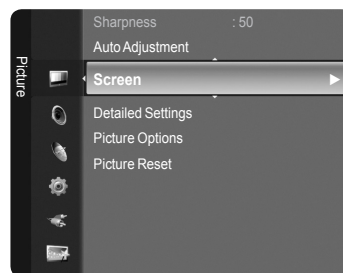 Picture
Sharpness : 50
Auto Adjustment
Screen
Detailed Settings
Picture Options
Picture Reset